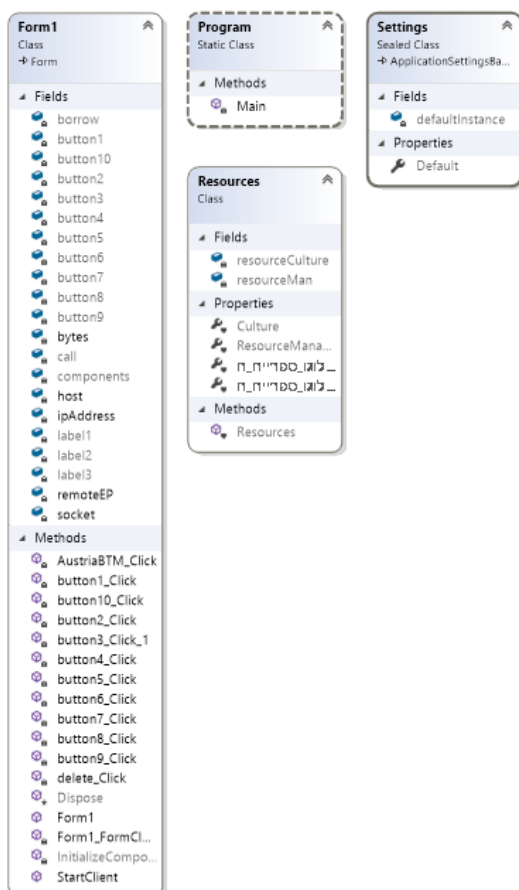 Form1
Class
Form
Fields
borrow
button1
button10
button2
button3
button4
button5
button6
button7
button8
button9
bytes
call
components
host
ipAddress
label1
label2
label3
remoteEP
socket
Methods
AustriaBTM_Click
button1_Click
button10_Click
button2_Click
button3_Click_1
button4_Click
button5_Click
button6_Click
button7_Click
button8_Click
button9_Click
delete_Click
Dispose
Form1
Form1_FormCl...
InitializeCompo...
StartClient
Program
Static Class
Methods
Main
Resources
Class
Fields
resourceCulture
resourceMan
Properties
Culture
ResourceMana...
לוגו_ספרייה_ח...
לוגו_ספרייה_ח...
Methods
Resources
Settings
Sealed Class
ApplicationSettingsBa...
Fields
defaultInstance
Properties
Default